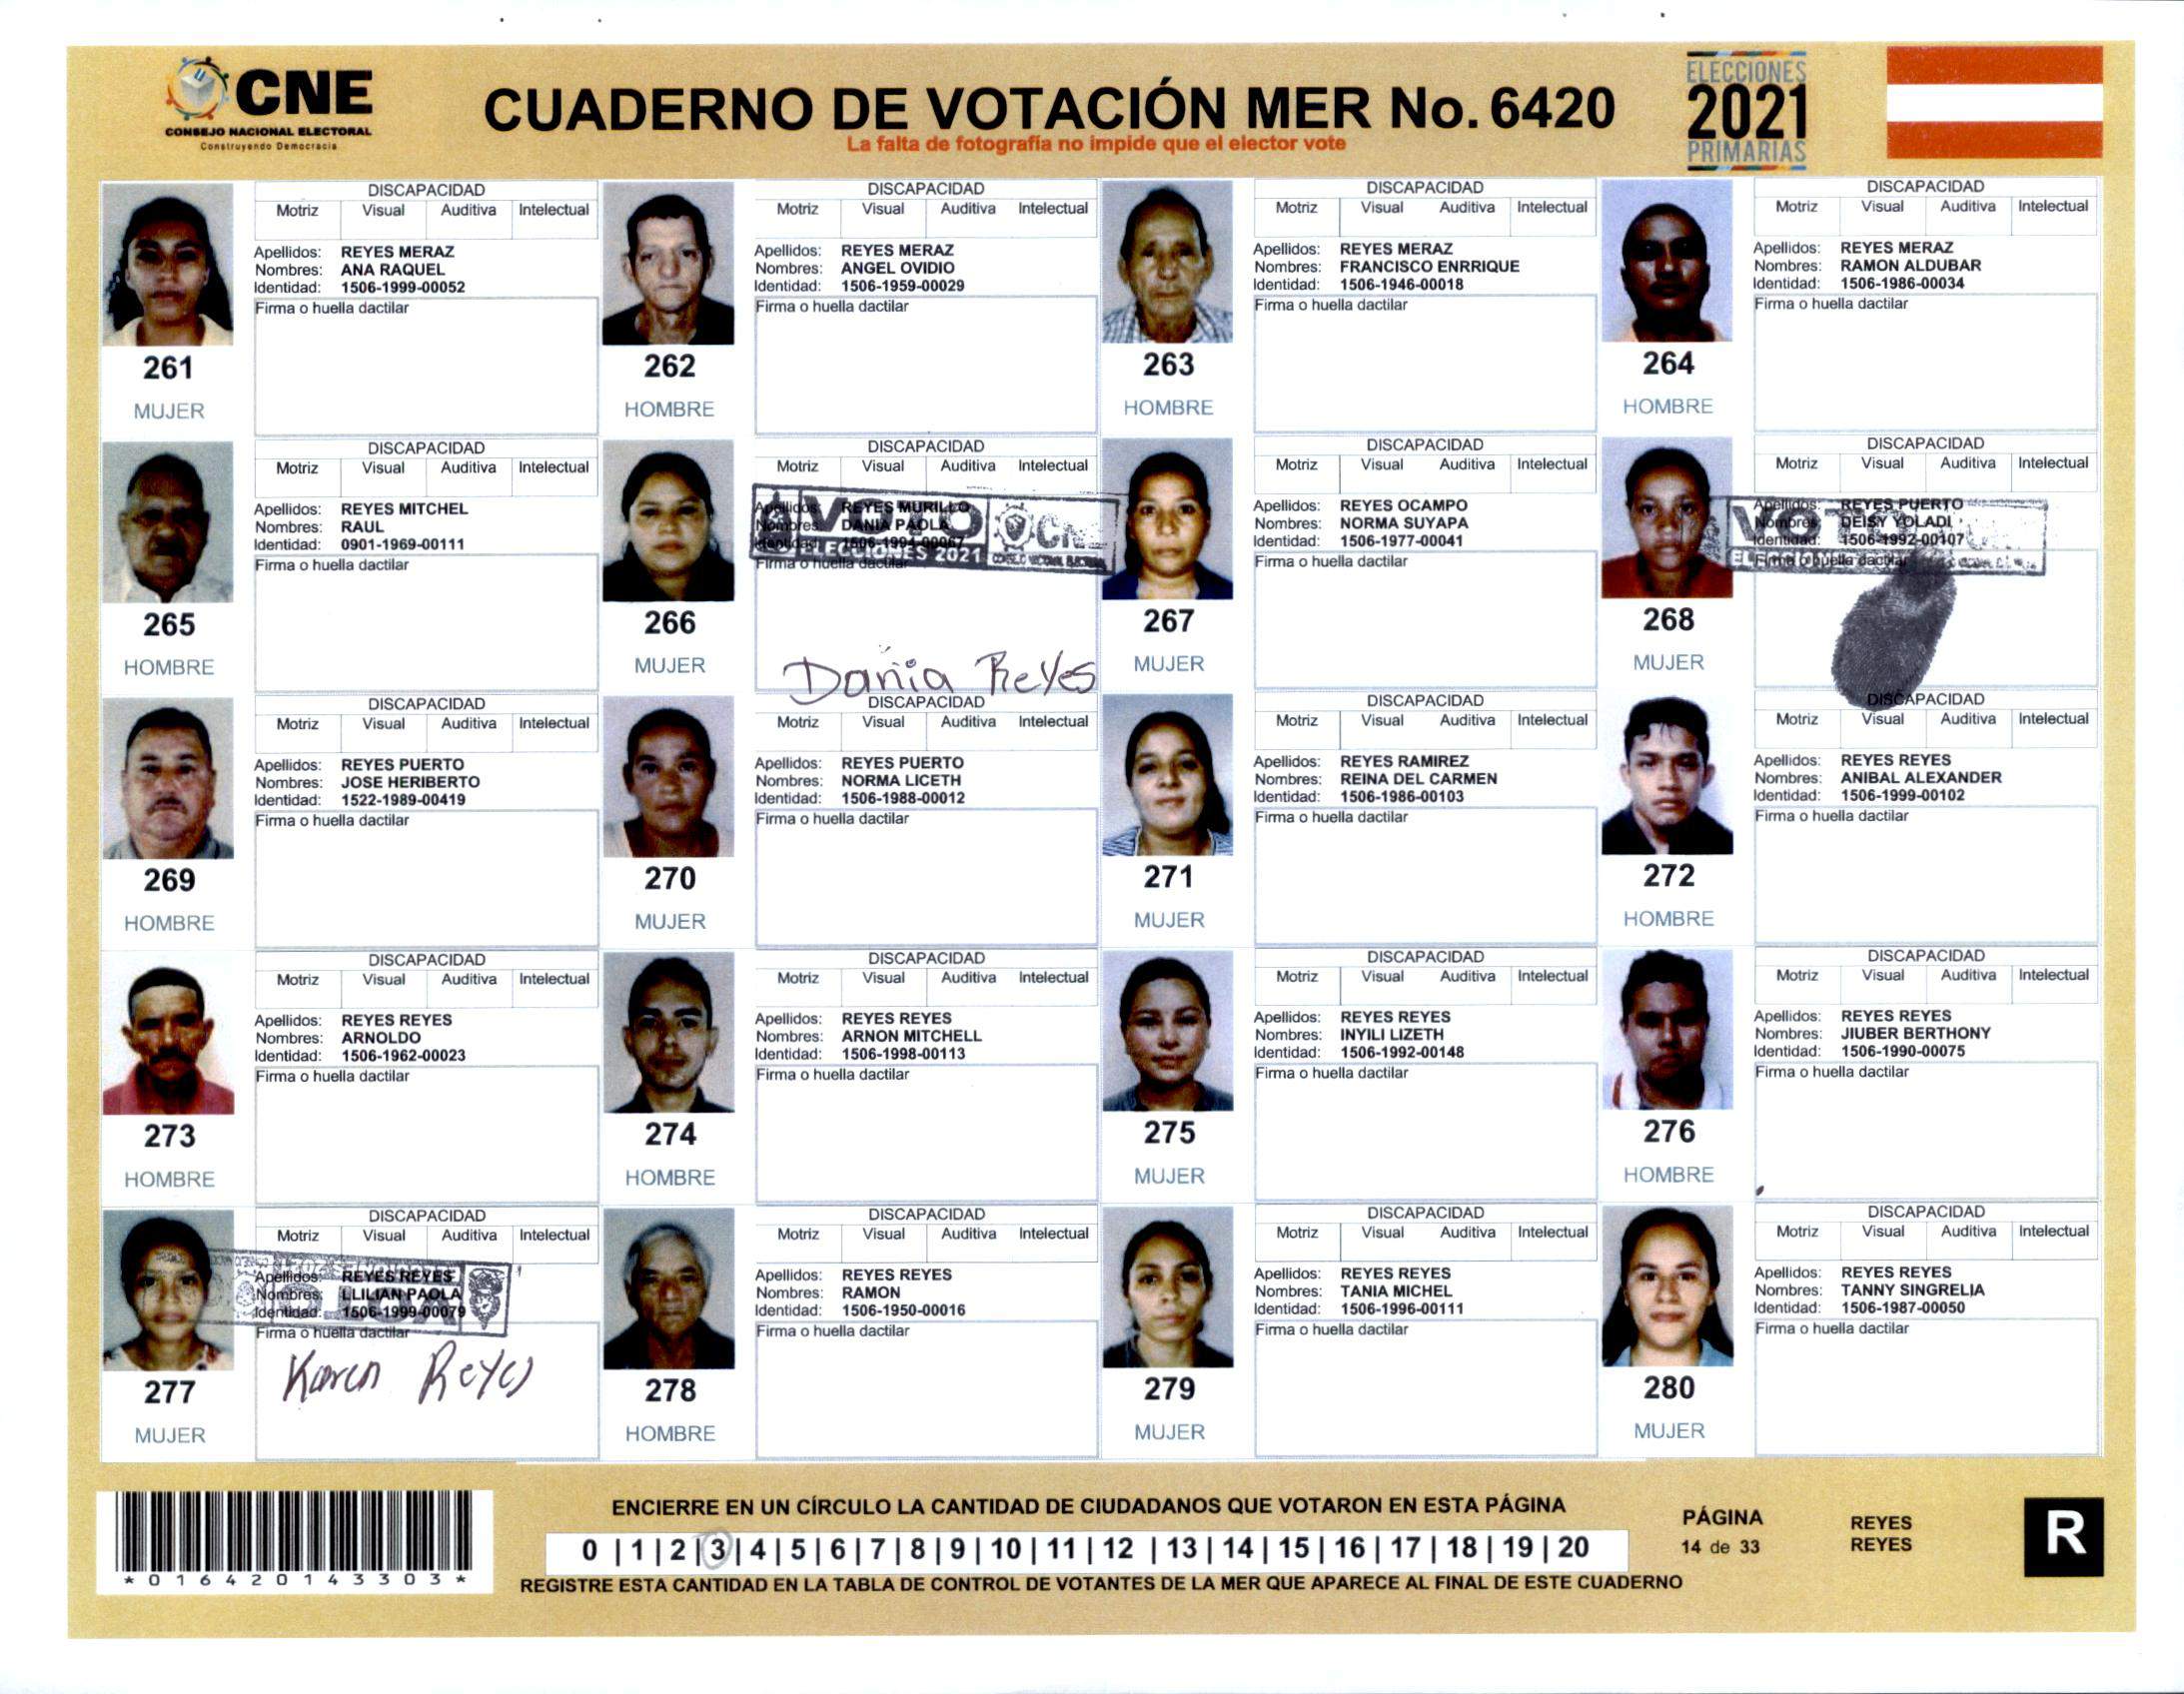 CNE
CONSEJO NACIONAL ELECTORAL
Construyendo Democracia
CUADERNO DE VOTACIÓN MER No. 6420
La falta de fotografía no impide que el elector vote
ELECCIONES
2021
PRIMARIAS
DISCAPACIDAD
Motriz Visual Auditiva Intelectual
Apellidos: REYES MERAZ
Nombres: ANA RAQUEL
Identidad: 1506-1999-00052
Firma o huella dactilar
261
MUJER
DISCAPACIDAD
Motriz Visual Auditiva Intelectual
Apellidos: REYES MERAZ
Nombres: ANGEL OVIDIO
Identidad: 1506-1959-00029
Firma o huella dactilar
262
HOMBRE
DISCAPACIDAD
Motriz Visual Auditiva Intelectual
Apellidos: REYES MERAZ
Nombres: FRANCISCO ENRRIQUE
Identidad: 1506-1946-00018
Firma o huella dactilar
263
HOMBRE
DISCAPACIDAD
Motriz Visual Auditiva Intelectual
Apellidos: REYES MERAZ
Nombres: RAMON ALDUBAR
Identidad: 1506-1986-00034
Firma o huella dactilar
264
HOMBRE
DISCAPACIDAD
Motriz Visual Auditiva Intelectual
Apellidos: REYES MITCHEL
Nombres: RAUL
Identidad: 0901-1969-00111
Firma o huella dactilar
265
HOMBRE
DISCAPACIDAD
Motriz Visual Auditiva Intelectual
Apellidos: REYES MURILLO
Nombres: DANIA PAOLA
Identidad: 1506-1994-00067
VOTO
ELECCIONES 2021
CNE
CONSEJO NACIONAL ELECTORAL
Firma o huella dactilar
Dania Reyes
266
MUJER
DISCAPACIDAD
Motriz Visual Auditiva Intelectual
Apellidos: REYES OCAMPO
Nombres: NORMA SUYAPA
Identidad: 1506-1977-00041
Firma o huella dactilar
267
MUJER
DISCAPACIDAD
Motriz Visual Auditiva Intelectual
Apellidos: REYES PUERTO
Nombres: DEISY YOLADI
Identidad: 1506-1992-00107
Firma o huella dactilar
268
MUJER
DISCAPACIDAD
Motriz Visual Auditiva Intelectual
Apellidos: REYES PUERTO
Nombres: JOSE HERIBERTO
Identidad: 1522-1989-00419
Firma o huella dactilar
269
HOMBRE
DISCAPACIDAD
Motriz Visual Auditiva Intelectual
Apellidos: REYES PUERTO
Nombres: NORMA LICETH
Identidad: 1506-1988-00012
Firma o huella dactilar
270
MUJER
DISCAPACIDAD
Motriz Visual Auditiva Intelectual
Apellidos: REYES RAMIREZ
Nombres: REINA DEL CARMEN
Identidad: 1506-1986-00103
Firma o huella dactilar
271
MUJER
DISCAPACIDAD
Motriz Visual Auditiva Intelectual
Apellidos: REYES REYES
Nombres: ANIBAL ALEXANDER
Identidad: 1506-1999-00102
Firma o huella dactilar
272
HOMBRE
DISCAPACIDAD
Motriz Visual Auditiva Intelectual
Apellidos: REYES REYES
Nombres: ARNOLDO
Identidad: 1506-1962-00023
Firma o huella dactilar
273
HOMBRE
DISCAPACIDAD
Motriz Visual Auditiva Intelectual
Apellidos: REYES REYES
Nombres: ARNON MITCHELL
Identidad: 1506-1998-00113
Firma o huella dactilar
274
HOMBRE
DISCAPACIDAD
Motriz Visual Auditiva Intelectual
Apellidos: REYES REYES
Nombres: INYILI LIZETH
Identidad: 1506-1992-00148
Firma o huella dactilar
275
MUJER
DISCAPACIDAD
Motriz Visual Auditiva Intelectual
Apellidos: REYES REYES
Nombres: JIUBER BERTHONY
Identidad: 1506-1990-00075
Firma o huella dactilar
276
HOMBRE
DISCAPACIDAD
Motriz Visual Auditiva Intelectual
Apellidos: REYES REYES
Nombres: LLILIAN PAOLA
Identidad: 1506-1999-00079
Firma o huella dactilar
Karen Reyes
277
MUJER
DISCAPACIDAD
Motriz Visual Auditiva Intelectual
Apellidos: REYES REYES
Nombres: RAMON
Identidad: 1506-1950-00016
Firma o huella dactilar
278
HOMBRE
DISCAPACIDAD
Motriz Visual Auditiva Intelectual
Apellidos: REYES REYES
Nombres: TANIA MICHEL
Identidad: 1506-1996-00111
Firma o huella dactilar
279
MUJER
DISCAPACIDAD
Motriz Visual Auditiva Intelectual
Apellidos: REYES REYES
Nombres: TANNY SINGRELIA
Identidad: 1506-1987-00050
Firma o huella dactilar
280
MUJER
*016420143303*
ENCIERRE EN UN CÍRCULO LA CANTIDAD DE CIUDADANOS QUE VOTARON EN ESTA PÁGINA
0 | 1 | 2 | 3 | 4 | 5 | 6 | 7 | 8 | 9 | 10 | 11 | 12 | 13 | 14 | 15 | 16 | 17 | 18 | 19 | 20
REGISTRE ESTA CANTIDAD EN LA TABLA DE CONTROL DE VOTANTES DE LA MER QUE APARECE AL FINAL DE ESTE CUADERNO
PÁGINA
14 de 33
REYES
REYES
R